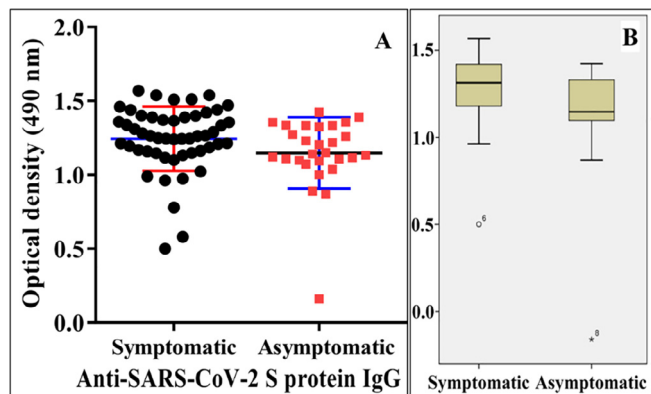 A
2.0
1.5
1.0
0.5
0.0
Optical density (490 nm)
Symptomatic Asymptomatic
Anti-SARS-CoV-2 S protein IgG
B
1.5
1.0
0.5
0.0
6
8
Symptomatic Asymptomatic